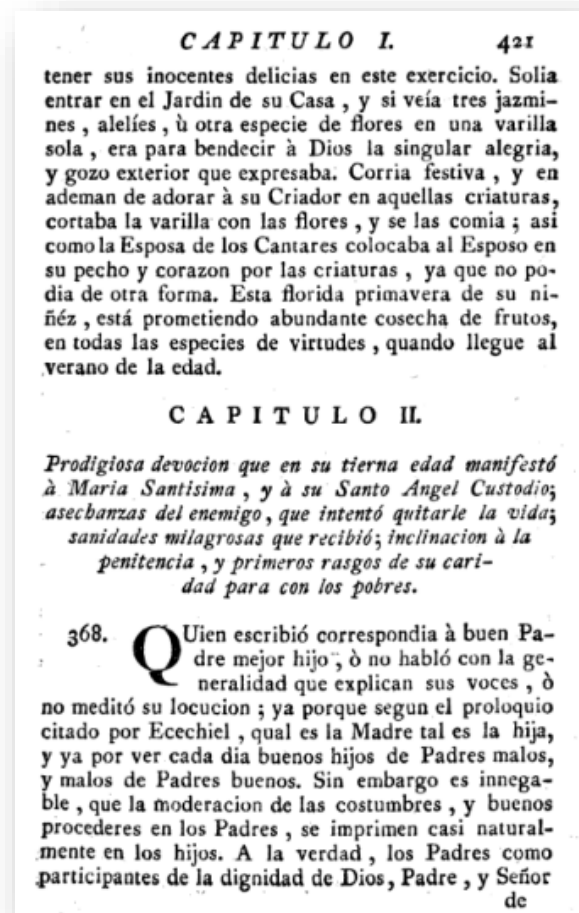 CAPITULO I. 421
tener sus inocentes delicias en este exercicio. Solia
entrar en el Jardin de su Casa , y si veía tres jazmi-
nes , alelíes , ù otra especie de flores en una varilla
sola , era para bendecir à Dios la singular alegria,
y gozo exterior que expresaba. Corria festiva , y en
ademan de adorar à su Criador en aquellas criaturas,
cortaba la varilla con las flores , y se las comia ; asi
como la Esposa de los Cantares colocaba al Esposo en
su pecho y corazon por las criaturas , ya que no po-
dia de otra forma. Esta florida primavera de su ni-
ñéz , está prometiendo abundante cosecha de frutos,
en todas las especies de virtudes , quando llegue al
verano de la edad.
CAPITULO II.
Prodigiosa devocion que en su tierna edad manifestó
à Maria Santisima , y à su Santo Angel Custodio;
asechanzas del enemigo , que intentó quitarle la vida;
sanidades milagrosas que recibió; inclinacion à la
penitencia , y primeros rasgos de su cari-
dad para con los pobres.
368. QUien escribió correspondia à buen Pa-
dre mejor hijo , ò no habló con la ge-
neralidad que explican sus voces , ò
no meditó su locucion ; ya porque segun el proloquio
citado por Ecechiel , qual es la Madre tal es la hija,
y ya por ver cada dia buenos hijos de Padres malos,
y malos de Padres buenos. Sin embargo es innega-
ble , que la moderacion de las costumbres , y buenos
procederes en los Padres , se imprimen casi natural-
mente en los hijos. A la verdad , los Padres como
participantes de la dignidad de Dios, Padre , y Señor
de